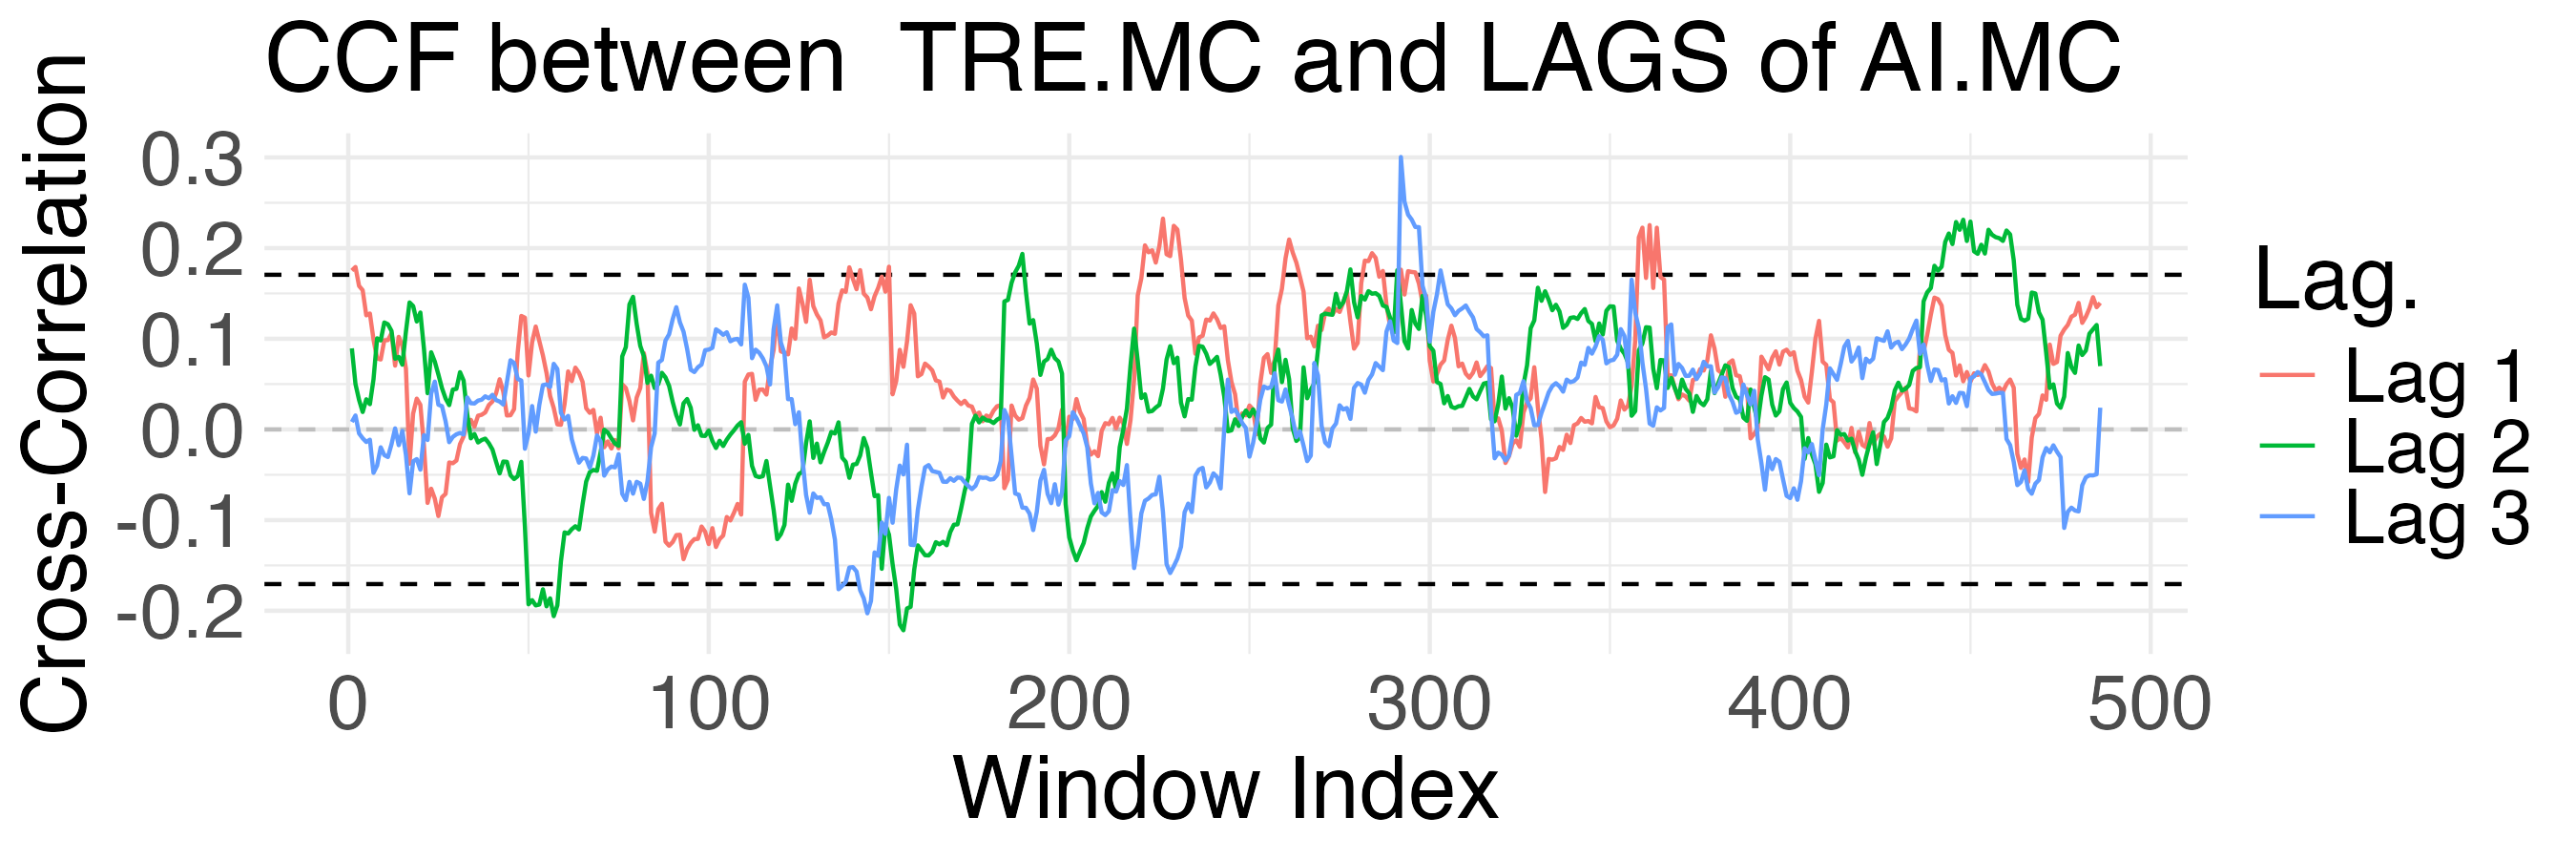 CCF between  TRE.MC and LAGS of AI.MC
Cross-Correlation
0.3
0.2
0.1
0.0
-0.1
-0.2
0 100 200 300 400 500
Window Index
Lag.
Lag 1
Lag 2
Lag 3